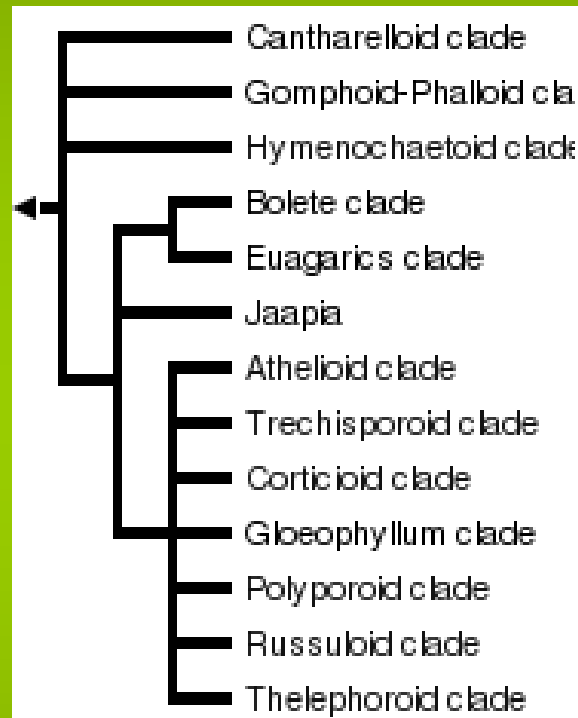 Cantharelloid clade
Gomphoid-Phalloid cla
Hymenochaetoid clade
Bolete clade
Euagarics clade
Jaapia
Athelioid clade
Trechisporoid clade
Corticioid clade
Gloeophyllum clade
Polyporoid clade
Russuloid clade
Thelephoroid clade